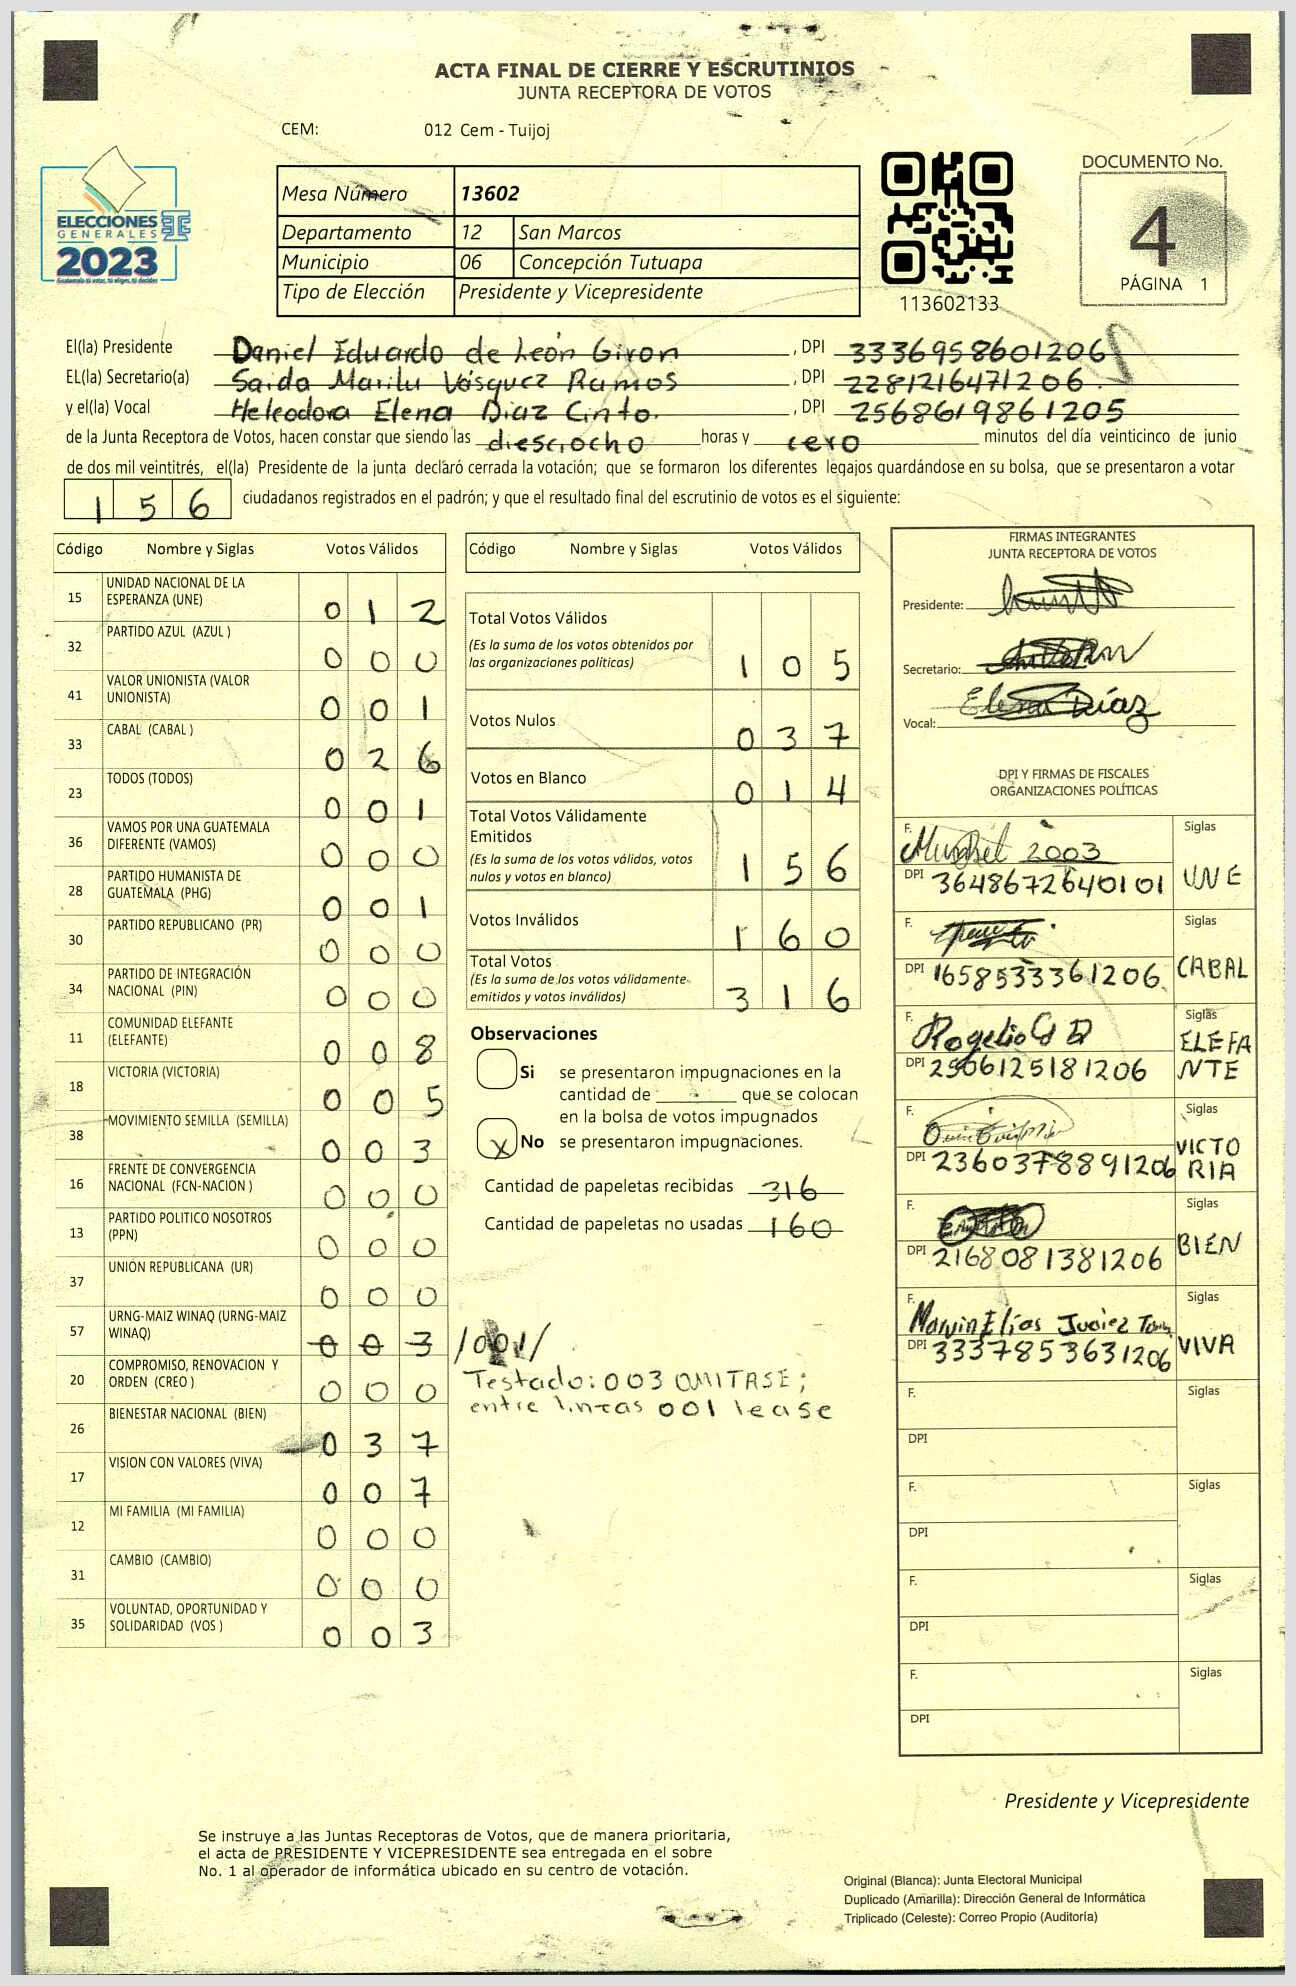 ACTA FINAL DE CIERRE Y ESCRUTINIOS
JUNTA RECEPTORA DE VOTOS
CEM: 012 Cem - Tuijoj
ELECCIONES
GENERALES
2023
Mesa Número 13602
Departamento 12 San Marcos
Municipio 06 Concepción Tutuapa
Tipo de Elección Presidente y Vicepresidente
113602133
DOCUMENTO No.
4
PÁGINA 1
El(la) Presidente Daniel Eduardo de León Giron , DPI 3336958601206
EL(la) Secretario(a) Saida Marilu Vásquez Ramos , DPI 2281216471206
y el(la) Vocal Heleodora Elena Diaz Cinto. , DPI 2568619861205
de la Junta Receptora de Votos, hacen constar que siendo las diesciocho horas y cero minutos del día veinticinco de junio
de dos mil veintitrés, el(la) Presidente de la junta declaró cerrada la votación; que se formaron los diferentes legajos quardándose en su bolsa, que se presentaron a votar
156 ciudadanos registrados en el padrón; y que el resultado final del escrutinio de votos es el siguiente:
Código Nombre y Siglas Votos Válidos
15 UNIDAD NACIONAL DE LA ESPERANZA (UNE) 0 1 2
32 PARTIDO AZUL (AZUL ) 0 0 0
41 VALOR UNIONISTA (VALOR UNIONISTA) 0 0 1
33 CABAL (CABAL ) 0 2 6
23 TODOS (TODOS) 0 0 1
36 VAMOS POR UNA GUATEMALA DIFERENTE (VAMOS) 0 0 0
28 PARTIDO HUMANISTA DE GUATEMALA (PHG) 0 0 1
30 PARTIDO REPUBLICANO (PR) 0 0 0
34 PARTIDO DE INTEGRACIÓN NACIONAL (PIN) 0 0 0
11 COMUNIDAD ELEFANTE (ELEFANTE) 0 0 8
18 VICTORIA (VICTORIA) 0 0 5
38 MOVIMIENTO SEMILLA (SEMILLA) 0 0 3
16 FRENTE DE CONVERGENCIA NACIONAL (FCN-NACION ) 0 0 0
13 PARTIDO POLITICO NOSOTROS (PPN) 0 0 0
37 UNIÓN REPUBLICANA (UR) 0 0 0
57 URNG-MAIZ WINAQ (URNG-MAIZ WINAQ) 0 0 3 /001/
20 COMPROMISO, RENOVACION Y ORDEN (CREO ) 0 0 0
26 BIENESTAR NACIONAL (BIEN) 0 3 7
17 VISION CON VALORES (VIVA) 0 0 7
12 MI FAMILIA (MI FAMILIA) 0 0 0
31 CAMBIO (CAMBIO) 0 0 0
35 VOLUNTAD, OPORTUNIDAD Y SOLIDARIDAD (VOS ) 0 0 3
Código Nombre y Siglas Votos Válidos
Total Votos Válidos
(Es la suma de los votos obtenidos por
las organizaciones políticas) 1 0 5
Votos Nulos 0 3 7
Votos en Blanco 0 1 4
Total Votos Válidamente
Emitidos
(Es la suma de los votos válidos, votos
nulos y votos en blanco) 1 5 6
Votos Inválidos 1 6 0
Total Votos
(Es la suma de los votos válidamente
emitidos y votos inválidos) 3 1 6
Observaciones
Si se presentaron impugnaciones en la
cantidad de ________ que se colocan
en la bolsa de votos impugnados
X No se presentaron impugnaciones.
Cantidad de papeletas recibidas 316
Cantidad de papeletas no usadas 160
Testado: 003 OMITASE;
entre lineas 001 lease
FIRMAS INTEGRANTES
JUNTA RECEPTORA DE VOTOS
Presidente:
Secretario:
Vocal: Elena Díaz
DPI Y FIRMAS DE FISCALES
ORGANIZACIONES POLÍTICAS
F. 2003 Siglas
DPI 3648672640101 UNE
F. Siglas
DPI 1658533361206 CABAL
F. Rogelio Siglas
DPI 2506125181206 ELEFANTE
F. Siglas
DPI 2360378891206 VICTORIA
F. Siglas
DPI 2168081381206 BIEN
F. Marvin Elias Siglas
DPI 3337853631206 VIVA
F. Siglas
DPI
F. Siglas
DPI
F. Siglas
DPI
F. Siglas
DPI
Presidente y Vicepresidente
Se instruye a las Juntas Receptoras de Votos, que de manera prioritaria,
el acta de PRESIDENTE Y VICEPRESIDENTE sea entregada en el sobre
No. 1 al operador de informática ubicado en su centro de votación.
Original (Blanca): Junta Electoral Municipal
Duplicado (Amarilla): Dirección General de Informática
Triplicado (Celeste): Correo Propio (Auditoría)